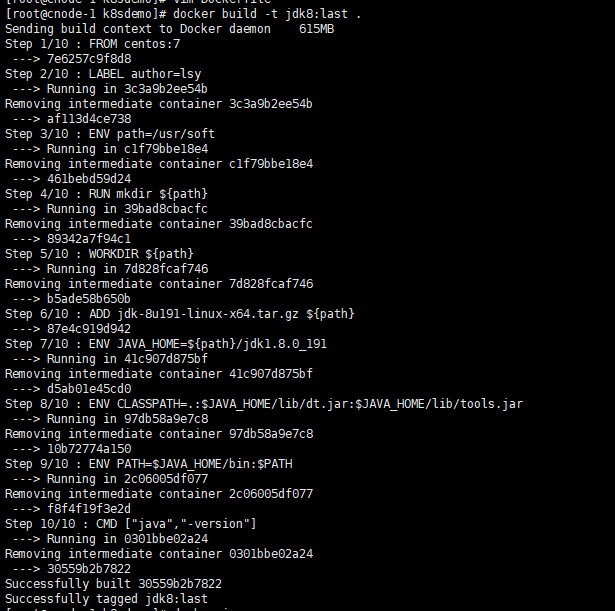 [root@cnode-1 k8sdemo]# vim Dockerfile
[root@cnode-1 k8sdemo]# docker build -t jdk8:last .
Sending build context to Docker daemon    615MB
Step 1/10 : FROM centos:7
 ---> 7e6257c9f8d8
Step 2/10 : LABEL author=lsy
 ---> Running in 3c3a9b2ee54b
Removing intermediate container 3c3a9b2ee54b
 ---> af113d4ce738
Step 3/10 : ENV path=/usr/soft
 ---> Running in c1f79bbe18e4
Removing intermediate container c1f79bbe18e4
 ---> 461bebd59d24
Step 4/10 : RUN mkdir ${path}
 ---> Running in 39bad8cbacfc
Removing intermediate container 39bad8cbacfc
 ---> 89342a7f94c1
Step 5/10 : WORKDIR ${path}
 ---> Running in 7d828fcaf746
Removing intermediate container 7d828fcaf746
 ---> b5ade58b650b
Step 6/10 : ADD jdk-8u191-linux-x64.tar.gz ${path}
 ---> 87e4c919d942
Step 7/10 : ENV JAVA_HOME=${path}/jdk1.8.0_191
 ---> Running in 41c907d875bf
Removing intermediate container 41c907d875bf
 ---> d5ab01e45cd0
Step 8/10 : ENV CLASSPATH=.:$JAVA_HOME/lib/dt.jar:$JAVA_HOME/lib/tools.jar
 ---> Running in 97db58a9e7c8
Removing intermediate container 97db58a9e7c8
 ---> 10b72774a150
Step 9/10 : ENV PATH=$JAVA_HOME/bin:$PATH
 ---> Running in 2c06005df077
Removing intermediate container 2c06005df077
 ---> f8f4f19f3e2d
Step 10/10 : CMD ["java","-version"]
 ---> Running in 0301bbe02a24
Removing intermediate container 0301bbe02a24
 ---> 30559b2b7822
Successfully built 30559b2b7822
Successfully tagged jdk8:last